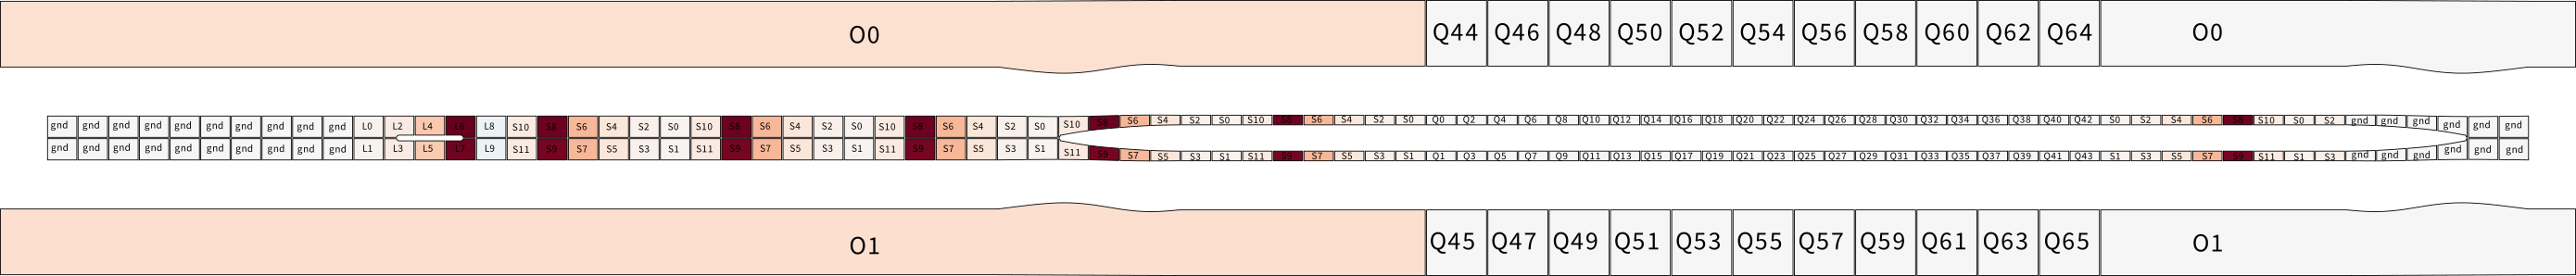 O0 Q44 Q46 Q48 Q50 Q52 Q54 Q56 Q58 Q60 Q62 Q64 O0
gnd gnd gnd gnd gnd gnd gnd gnd gnd gnd L0 L2 L4 L6 L8 S10 S8 S6 S4 S2 S0 S10 S8 S6 S4 S2 S0 S10 S8 S6 S4 S2 S0 S10 S8 S6 S4 S2 S0 S10 S8 S6 S4 S2 S0 Q0 Q2 Q4 Q6 Q8 Q10 Q12 Q14 Q16 Q18 Q20 Q22 Q24 Q26 Q28 Q30 Q32 Q34 Q36 Q38 Q40 Q42 S0 S2 S4 S6 S8 S10 S0 S2 gnd gnd gnd gnd gnd gnd
gnd gnd gnd gnd gnd gnd gnd gnd gnd gnd L1 L3 L5 L7 L9 S11 S9 S7 S5 S3 S1 S11 S9 S7 S5 S3 S1 S11 S9 S7 S5 S3 S1 S11 S9 S7 S5 S3 S1 S11 S9 S7 S5 S3 S1 Q1 Q3 Q5 Q7 Q9 Q11 Q13 Q15 Q17 Q19 Q21 Q23 Q25 Q27 Q29 Q31 Q33 Q35 Q37 Q39 Q41 Q43 S1 S3 S5 S7 S9 S11 S1 S3 gnd gnd gnd gnd gnd gnd
O1 Q45 Q47 Q49 Q51 Q53 Q55 Q57 Q59 Q61 Q63 Q65 O1